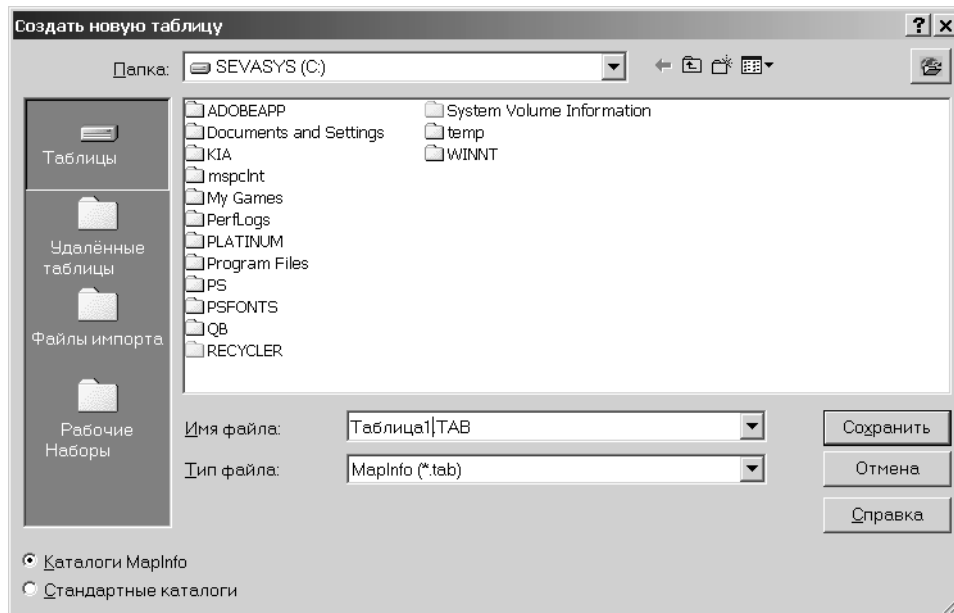 Создать новую таблицу
Папка: SEVASYS (C:)
Таблицы
Удалённые
таблицы
Файлы импорта
Рабочие
Наборы
ADOBEAPP
Documents and Settings
KIA
mspclnt
My Games
PerfLogs
PLATINUM
Program Files
PS
PSFONTS
QB
RECYCLER
System Volume Information
temp
WINNT
Имя файла: Таблица1.TAB Сохранить
Тип файла: MapInfo (*.tab) Отмена
Справка
Каталоги MapInfo
Стандартные каталоги